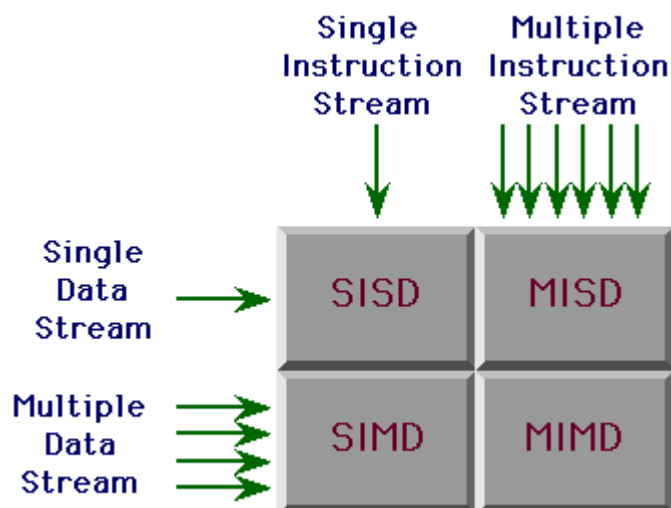 Single
Instruction
Stream
Multiple
Instruction
Stream
Single
Data
Stream
SISD
MISD
Multiple
Data
Stream
SIMD
MIMD